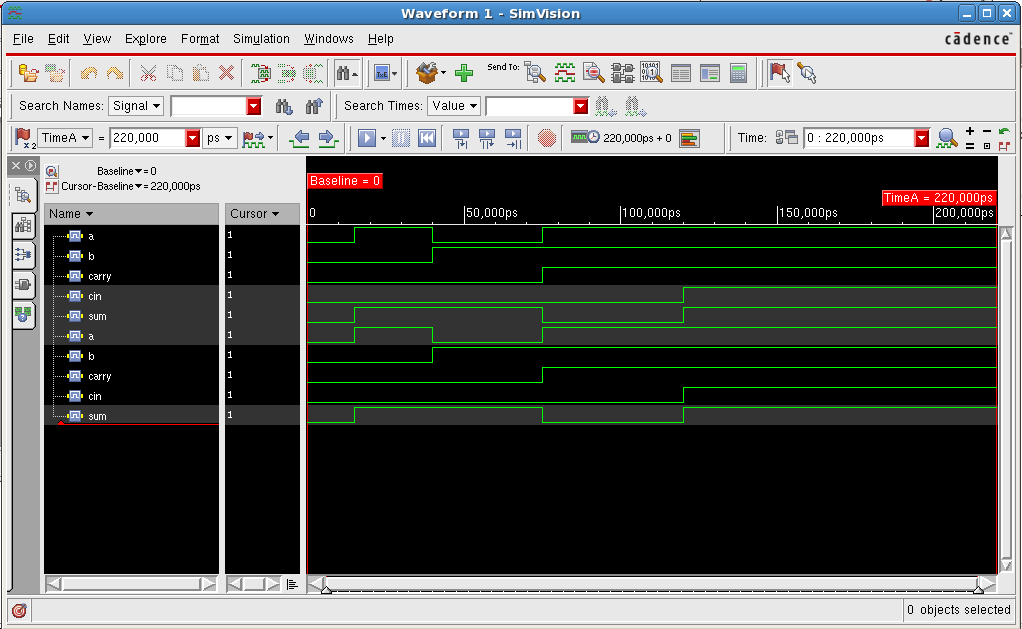 Waveform 1 - SimVision
File Edit View Explore Format Simulation Windows Help
cādence™
Send To:
Search Names: Signal Search Times: Value
x2 TimeA = 220,000 ps 220,000ps + 0 Time: 0 : 220,000ps
Baseline = 0
Cursor-Baseline = 220,000ps
Baseline = 0
TimeA = 220,000ps
Name Cursor 0 50,000ps 100,000ps 150,000ps 200,000ps
a 1
b 1
carry 1
cin 1
sum 1
a 1
b 1
carry 1
cin 1
sum 1
0 objects selected